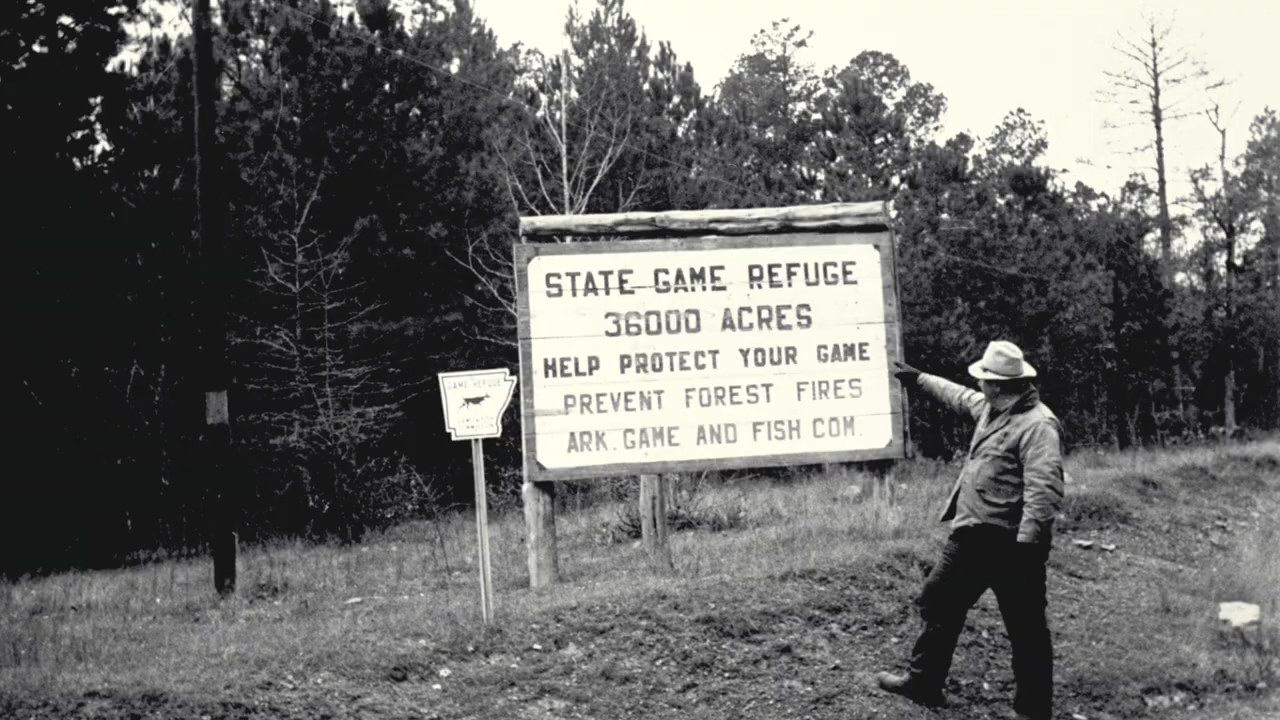 STATE GAME REFUGE
36000 ACRES
HELP PROTECT YOUR GAME
PREVENT FOREST FIRES
ARK. GAME AND FISH COM.
GAME REFUGE